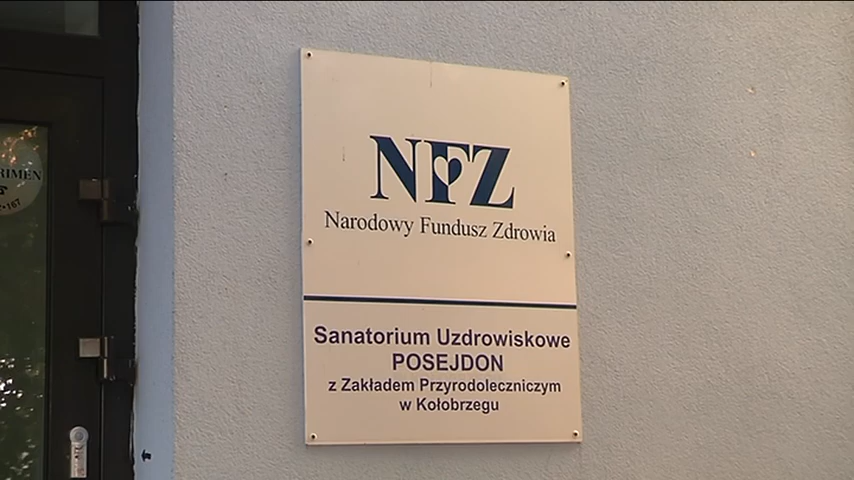 NFZ
Narodowy Fundusz Zdrowia
Sanatorium Uzdrowiskowe
POSEJDON
z Zakładem Przyrodoleczniczym
w Kołobrzegu